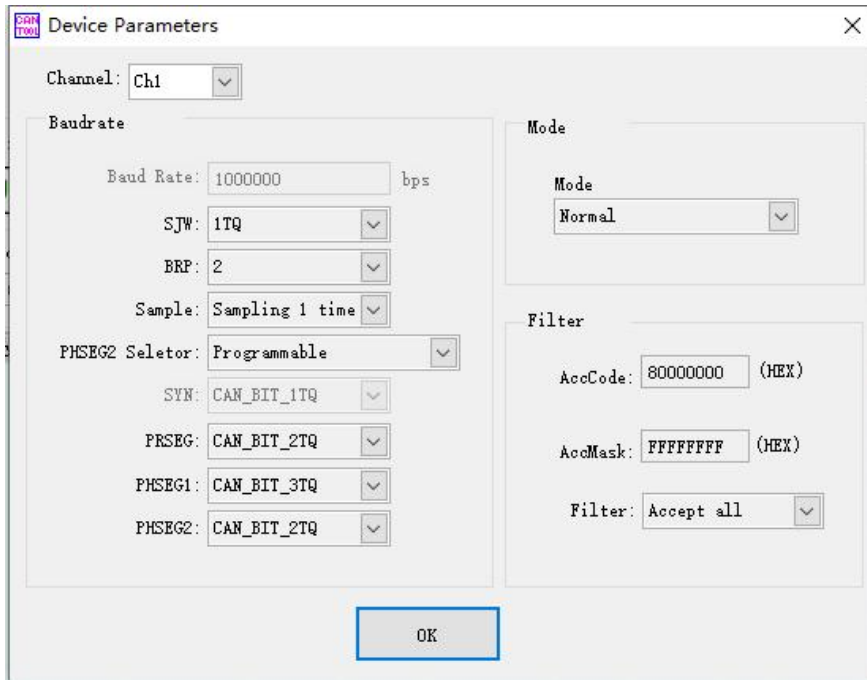 CAN
TOOL
Device Parameters
Channel: Ch1
Baudrate
Baud Rate: 1000000 bps
SJW: 1TQ
BRP: 2
Sample: Sampling 1 time
PHSEG2 Seletor: Programmable
SYN: CAN_BIT_1TQ
PRSEG: CAN_BIT_2TQ
PHSEG1: CAN_BIT_3TQ
PHSEG2: CAN_BIT_2TQ
Mode
Mode
Normal
Filter
AccCode: 80000000 (HEX)
AccMask: FFFFFFFF (HEX)
Filter: Accept all
OK